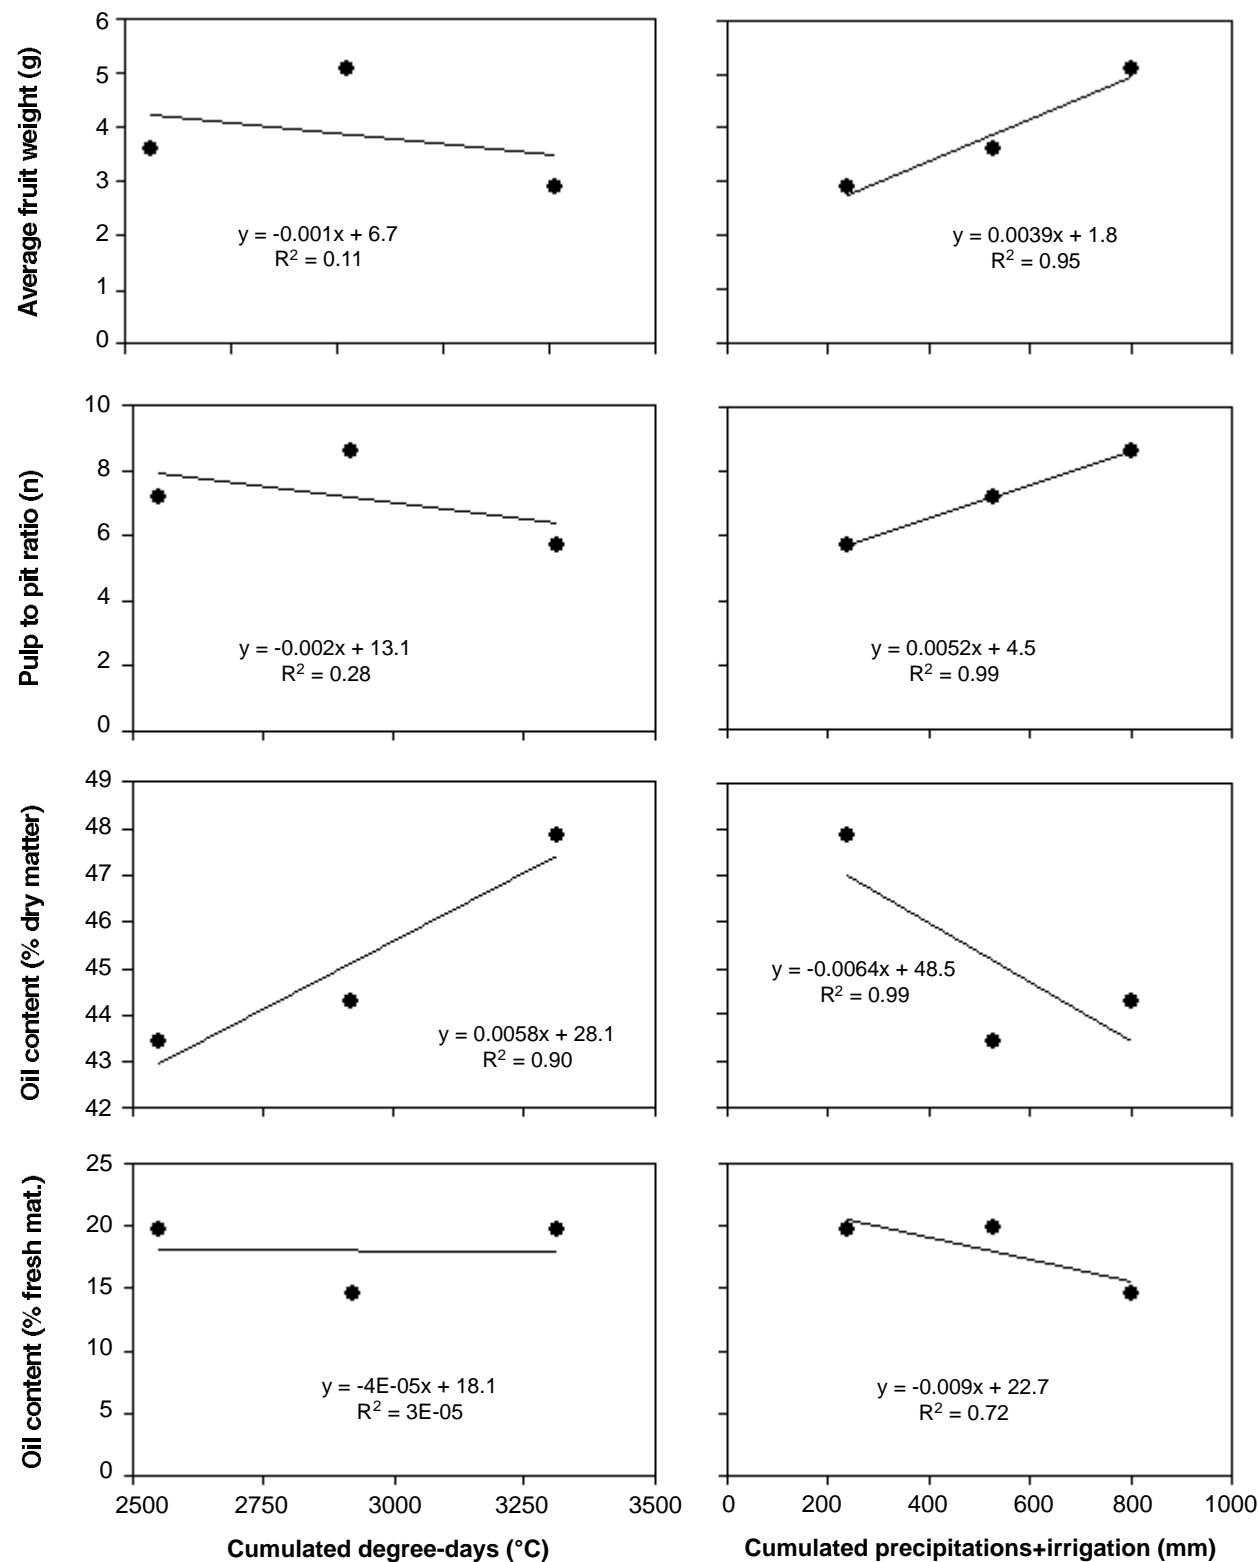 Average fruit weight (g)
6
5
4
3
2
1
0
y = -0.001x + 6.7
R² = 0.11
y = 0.0039x + 1.8
R² = 0.95
Pulp to pit ratio (n)
10
8
6
4
2
0
y = -0.002x + 13.1
R² = 0.28
y = 0.0052x + 4.5
R² = 0.99
Oil content (% dry matter)
49
48
47
46
45
44
43
42
y = 0.0058x + 28.1
R² = 0.90
y = -0.0064x + 48.5
R² = 0.99
Oil content (% fresh mat.)
25
20
15
10
5
0
y = -4E-05x + 18.1
R² = 3E-05
y = -0.009x + 22.7
R² = 0.72
2500 2750 3000 3250 3500
0 200 400 600 800 1000
Cumulated degree-days (°C)
Cumulated precipitations+irrigation (mm)